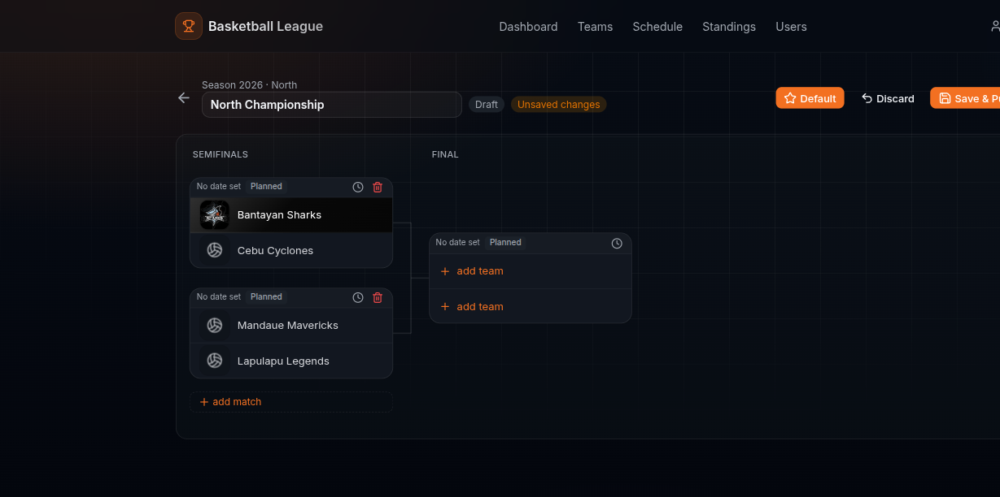 Basketball League
Dashboard Teams Schedule Standings Users
Season 2026 · North
North Championship
Draft
Unsaved changes
Default
Discard
Save &
SEMIFINALS
FINAL
No date set Planned
Bantayan Sharks
Cebu Cyclones
No date set Planned
Mandaue Mavericks
Lapulapu Legends
add match
No date set Planned
add team
add team